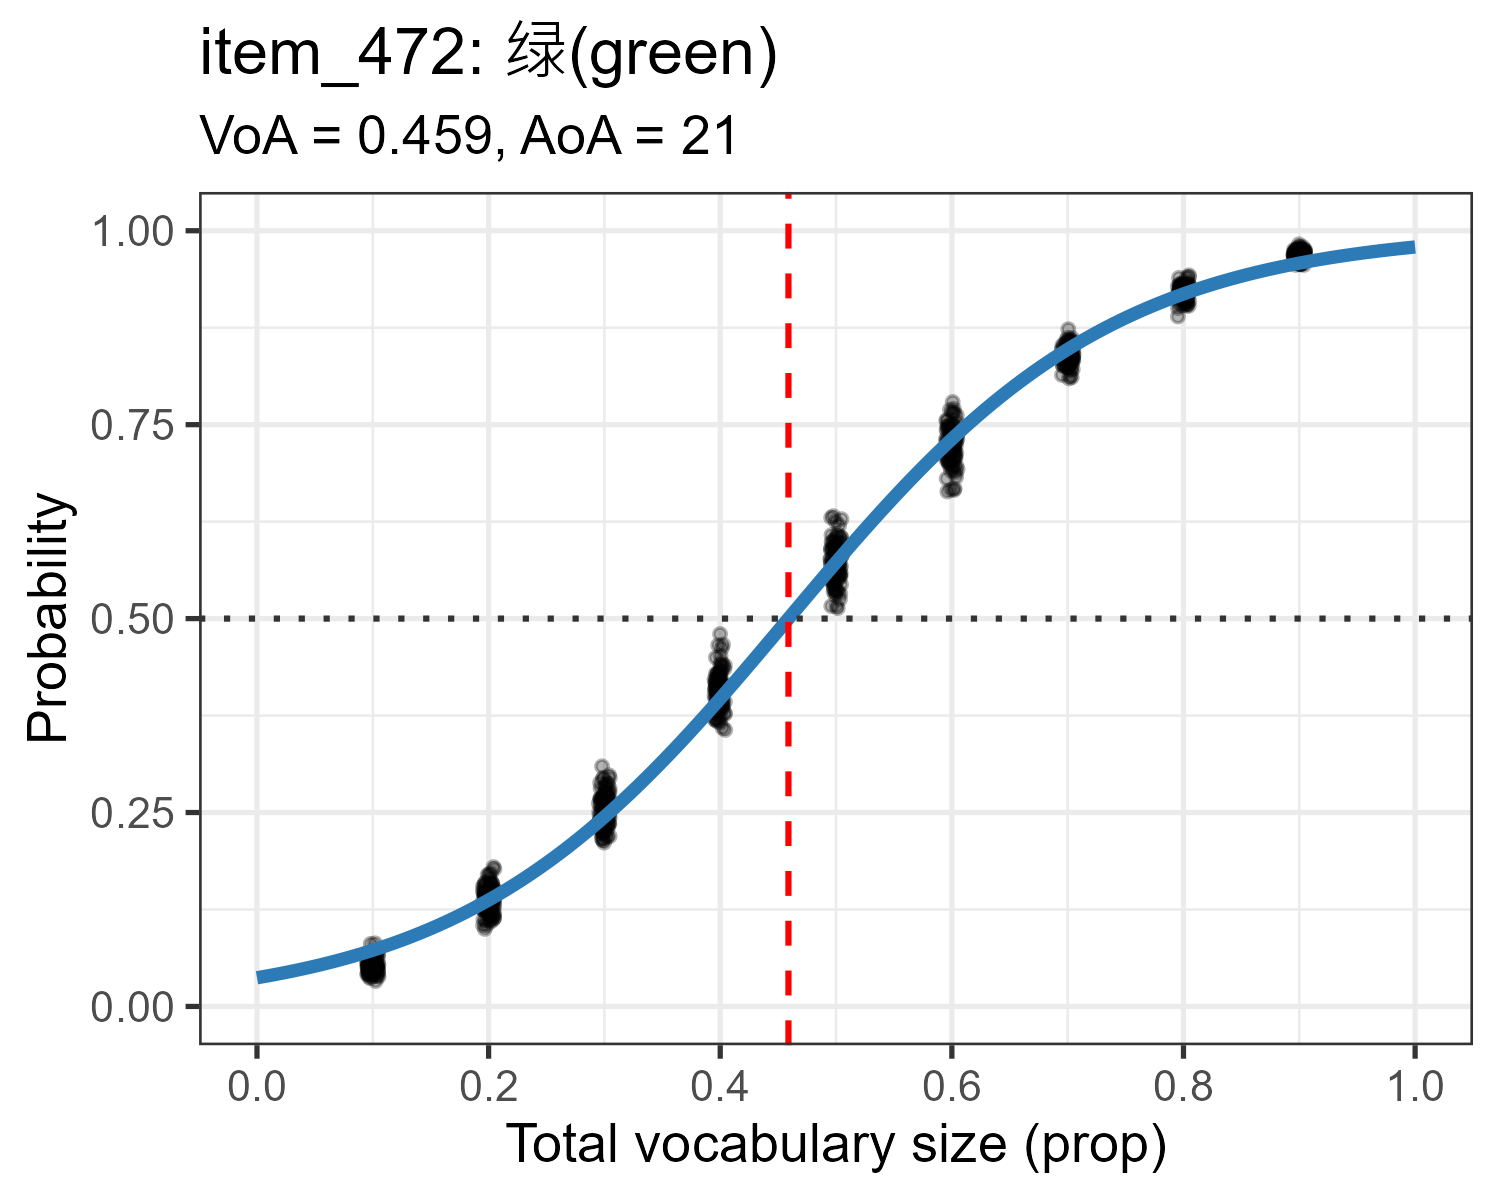 item_472: 绿(green)
VoA = 0.459, AoA = 21
Probability
1.00
0.75
0.50
0.25
0.00
0.0 0.2 0.4 0.6 0.8 1.0
Total vocabulary size (prop)